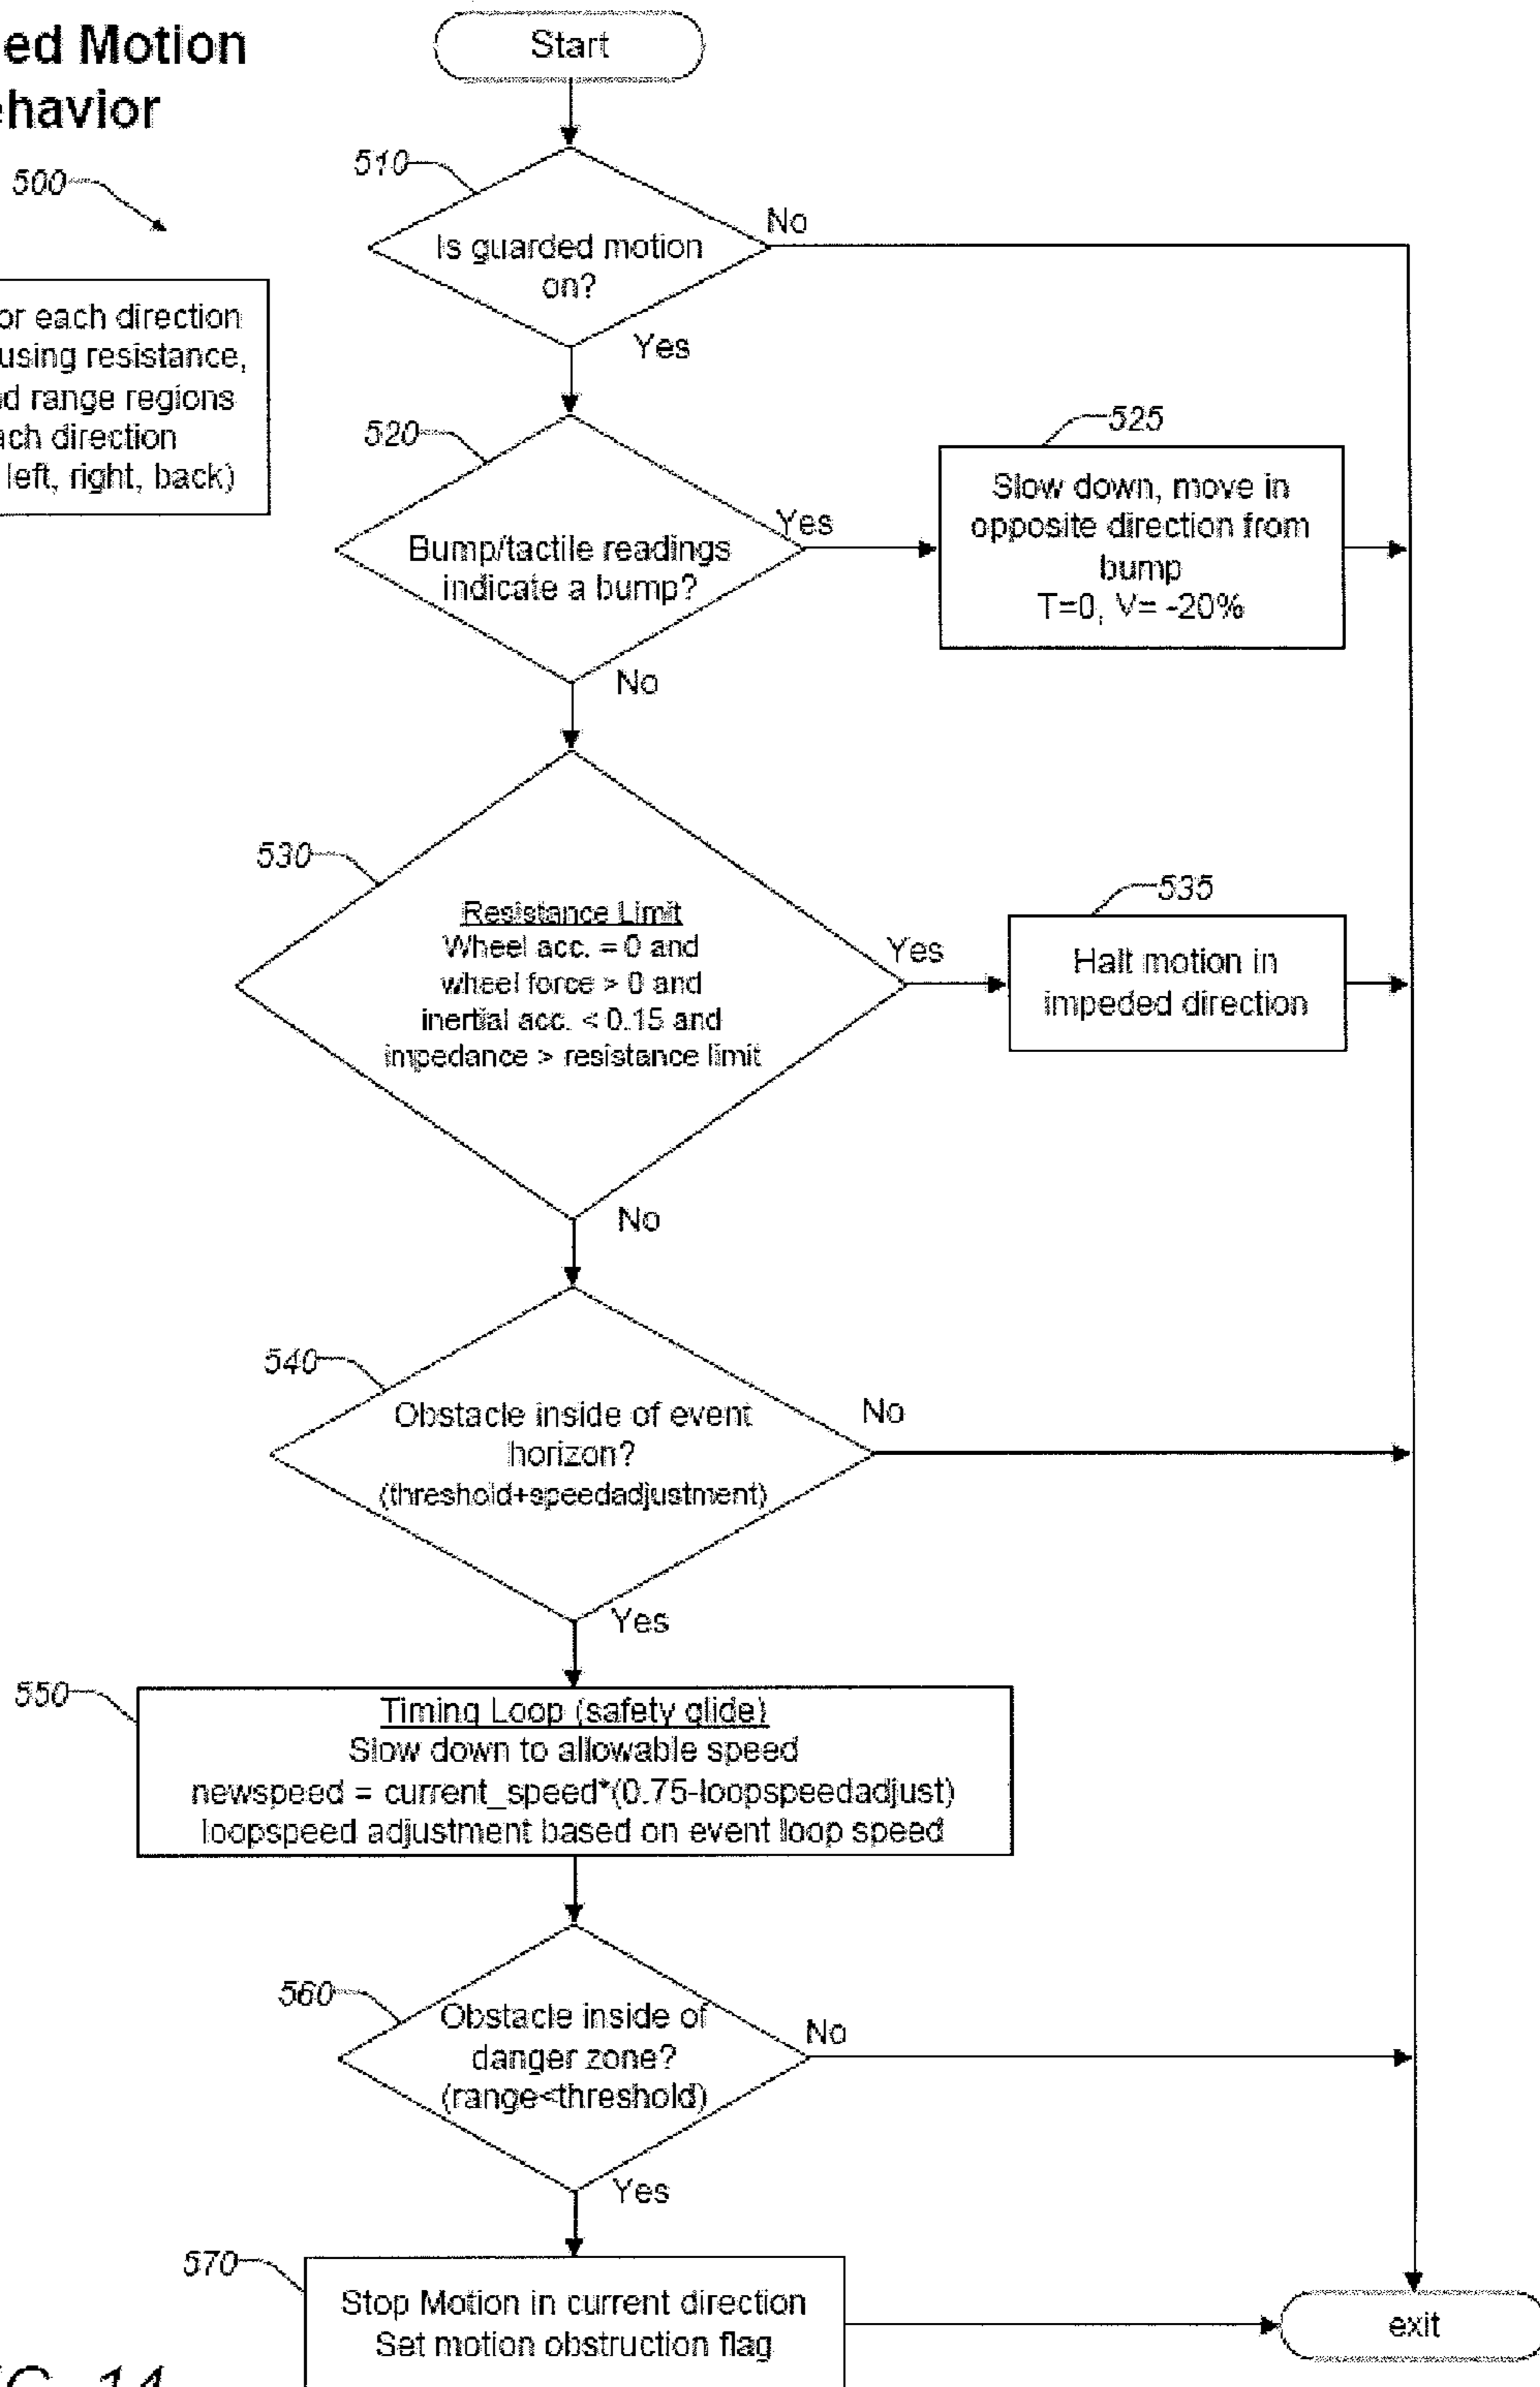 ed Motion
ehavior
500
or each direction
using resistance,
d range regions
ach direction
left, right, back)
Start
510
Is guarded motion
on?
No
Yes
520
Bump/tactile readings
indicate a bump?
Yes
525
Slow down, move in
opposite direction from
bump
T=0, V= -20%
No
530
Resistance Limit
Wheel acc. = 0 and
wheel force > 0 and
inertial acc. < 0.15 and
impedance > resistance limit
Yes
535
Halt motion in
impeded direction
No
540
Obstacle inside of event
horizon?
(threshold+speedadjustment)
No
Yes
550
Timing Loop (safety glide)
Slow down to allowable speed
newspeed = current_speed*(0.75-loopspeedadjust)
loopspeed adjustment based on event loop speed
560
Obstacle inside of
danger zone?
(range<threshold)
No
Yes
570
Stop Motion in current direction
Set motion obstruction flag
exit
G. 14